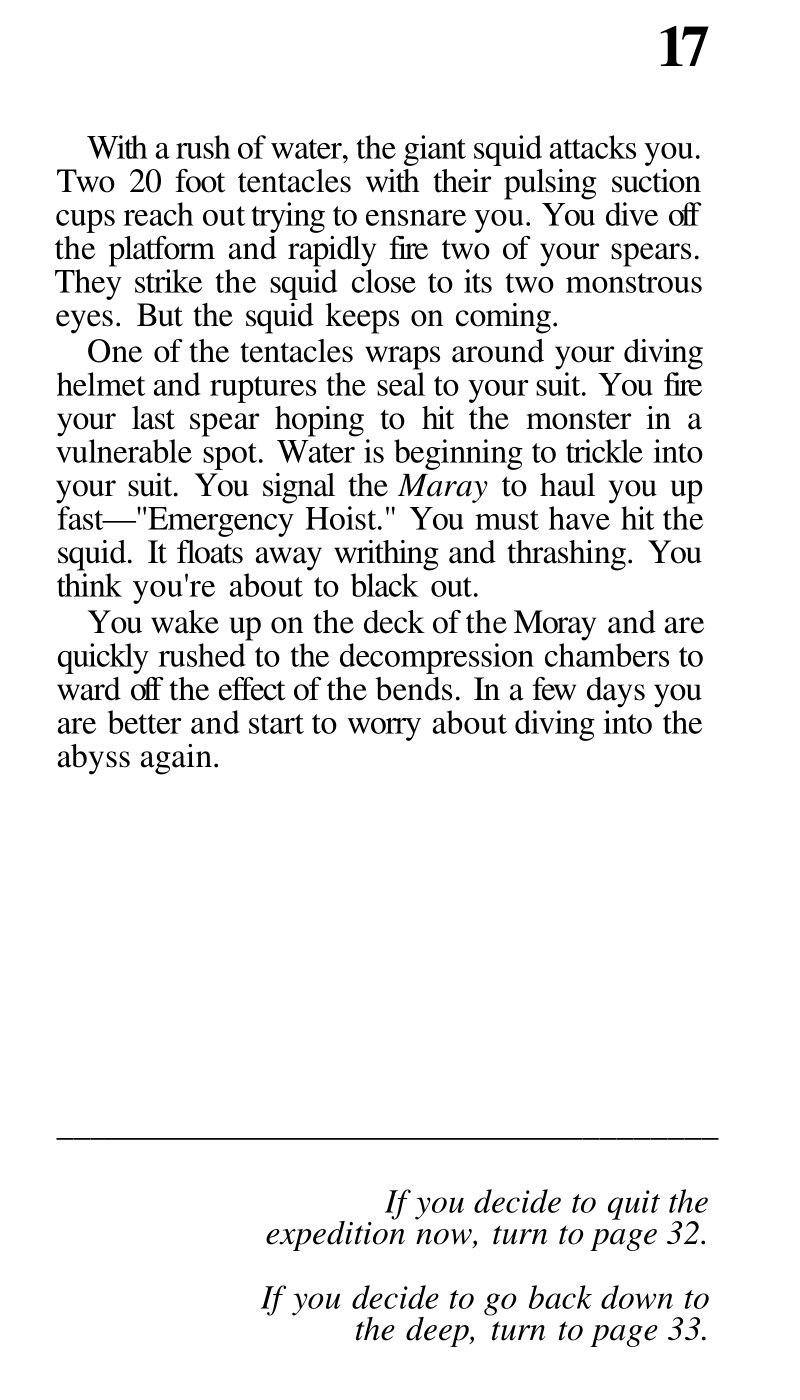 17
With a rush of water, the giant squid attacks you.
Two 20 foot tentacles with their pulsing suction
cups reach out trying to ensnare you. You dive off
the platform and rapidly fire two of your spears.
They strike the squid close to its two monstrous
eyes. But the squid keeps on coming.
One of the tentacles wraps around your diving
helmet and ruptures the seal to your suit. You fire
your last spear hoping to hit the monster in a
vulnerable spot. Water is beginning to trickle into
your suit. You signal the Maray to haul you up
fast—"Emergency Hoist." You must have hit the
squid. It floats away writhing and thrashing. You
think you're about to black out.
You wake up on the deck of the Moray and are
quickly rushed to the decompression chambers to
ward off the effect of the bends. In a few days you
are better and start to worry about diving into the
abyss again.
If you decide to quit the
expedition now, turn to page 32.
If you decide to go back down to
the deep, turn to page 33.